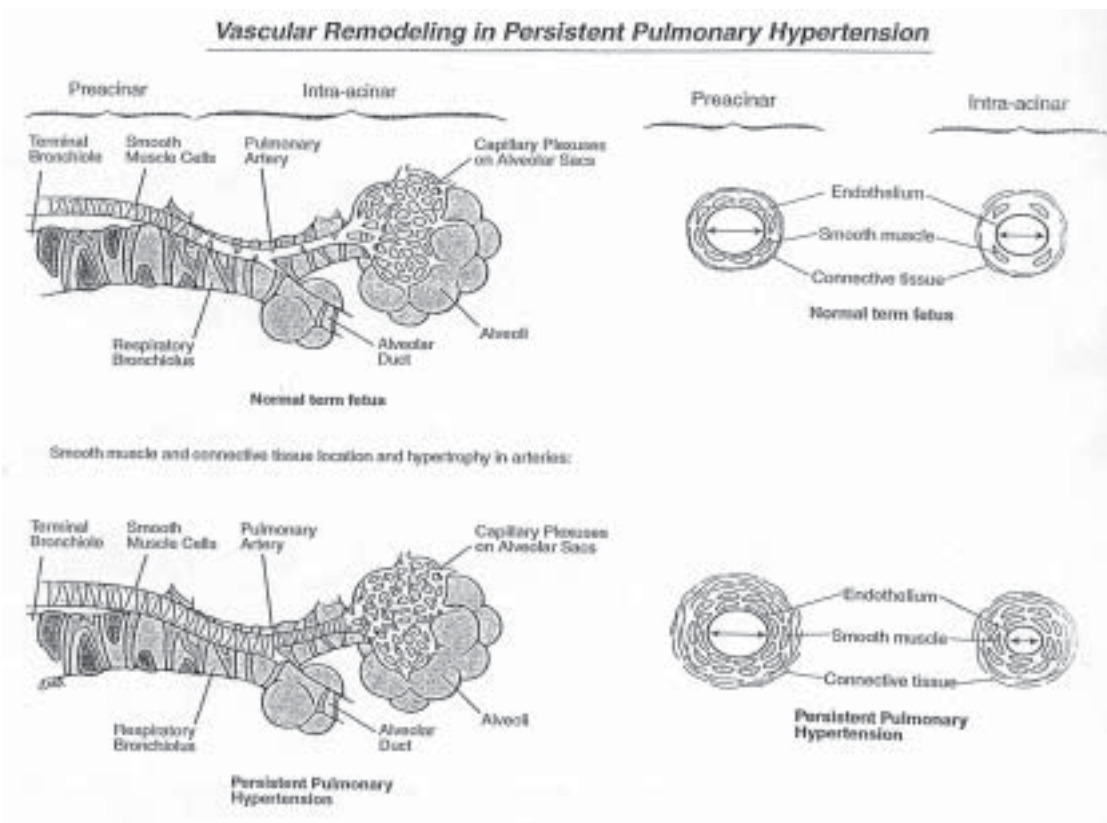 Vascular Remodeling in Persistent Pulmonary Hypertension
Preacinar
Intra-acinar
Terminal
Bronchiole
Smooth
Muscle Cells
Pulmonary
Artery
Capillary Plexuses
on Alveolar Sacs
Respiratory
Bronchiolus
Alveolar
Duct
Alveoli
Normal term fetus
Preacinar
Intra-acinar
Endothelium
Smooth muscle
Connective tissue
Normal term fetus
Smooth muscle and connective tissue location and hypertrophy in arteries:
Terminal
Bronchiole
Smooth
Muscle Cells
Pulmonary
Artery
Capillary Plexuses
on Alveolar Sacs
Respiratory
Bronchiolus
Alveolar
Duct
Alveoli
Persistent Pulmonary
Hypertension
Endothelium
Smooth muscle
Connective tissue
Persistent Pulmonary
Hypertension